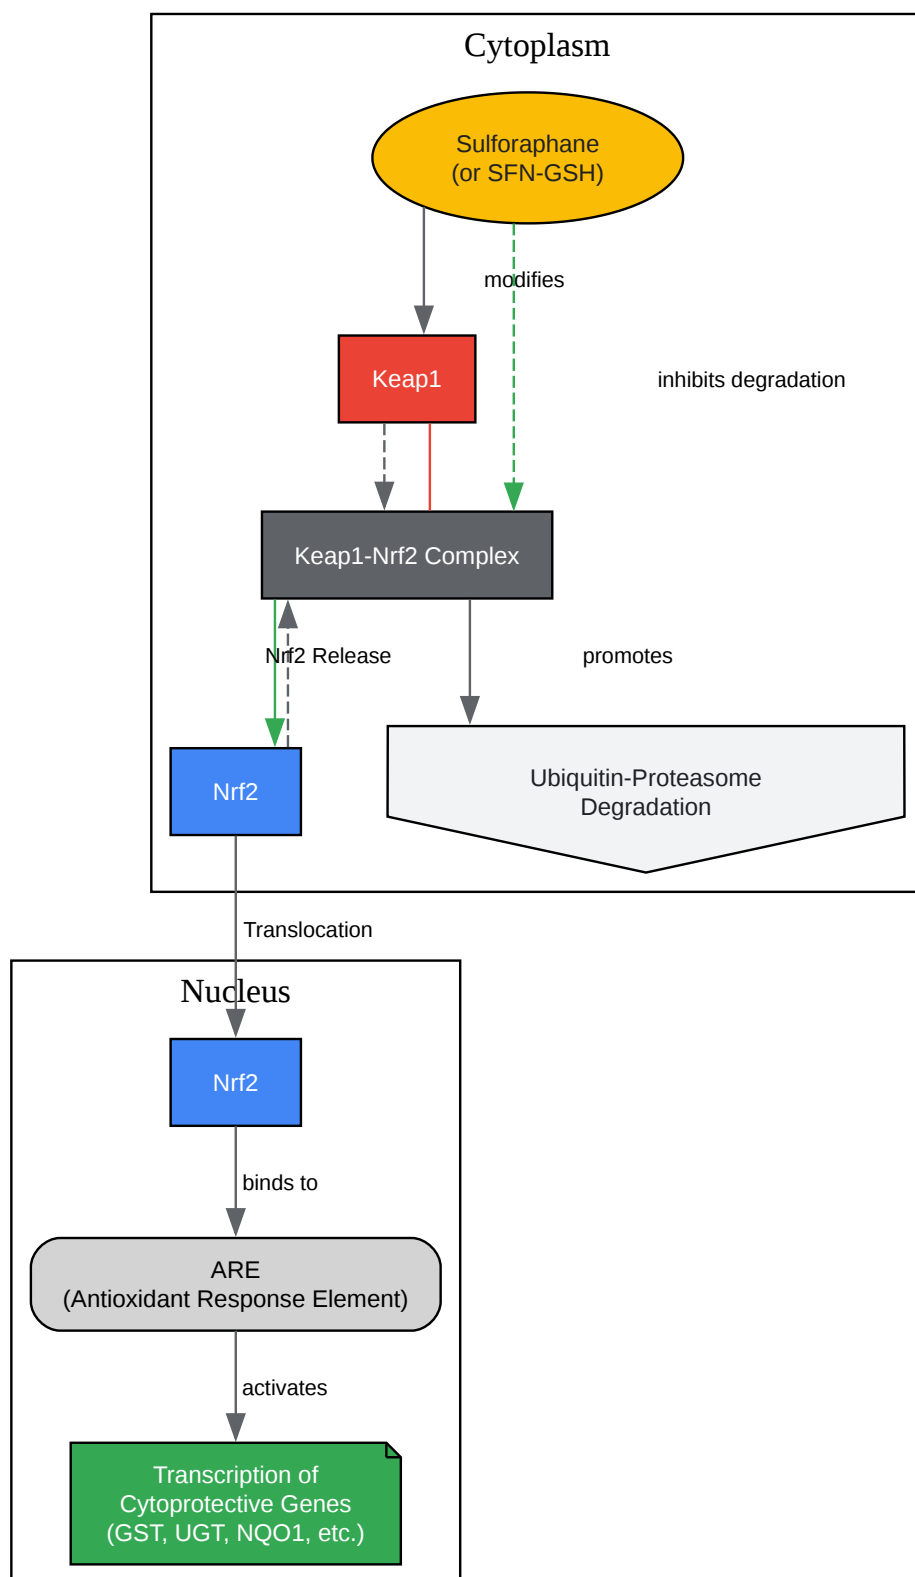 Cytoplasm
Sulforaphane
(or SFN-GSH)
modifies
Keap1
inhibits degradation
Keap1-Nrf2 Complex
Nrf2 Release
promotes
Nrf2
Ubiquitin-Proteasome
Degradation
Translocation
Nucleus
Nrf2
binds to
ARE
(Antioxidant Response Element)
activates
Transcription of
Cytoprotective Genes
(GST, UGT, NQO1, etc.)